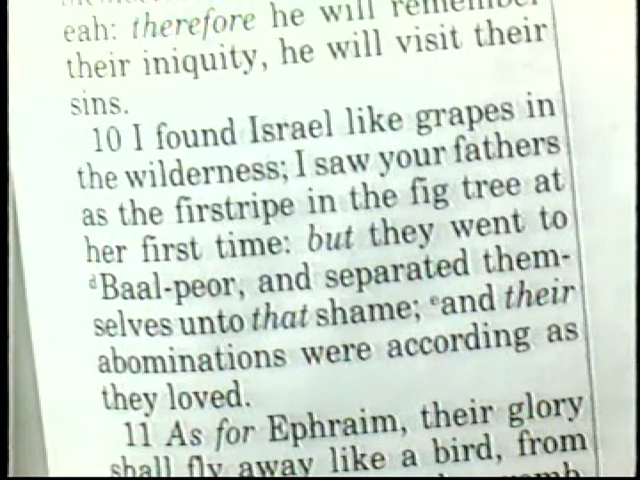 eah: therefore he will remember
their iniquity, he will visit their
sins.
10 I found Israel like grapes in
the wilderness; I saw your fathers
as the firstripe in the fig tree at
her first time: but they went to
dBaal-peor, and separated them-
selves unto that shame; eand their
abominations were according as
they loved.
11 As for Ephraim, their glory
shall fly away like a bird, from
womb